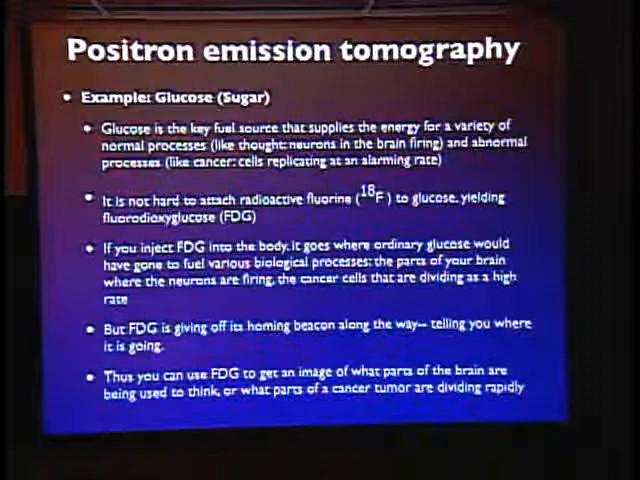 Positron emission tomography
• Example: Glucose (Sugar)
• Glucose is the key fuel source that supplies the energy for a variety of
normal processes (like thought: neurons in the brain firing) and abnormal
processes (like cancer: cells replicating at an alarming rate)
• It is not hard to attach radioactive fluorine (18F) to glucose, yielding
fluorodioxyglucose (FDG)
• If you inject FDG into the body, it goes where ordinary glucose would
have gone to fuel various biological processes: the parts of your brain
where the neurons are firing, the cancer cells that are dividing as a high
rate
• But FDG is giving off its homing beacon along the way-- telling you where
it is going.
• Thus you can use FDG to get an image of what parts of the brain are
being used to think, or what parts of a cancer tumor are dividing rapidly